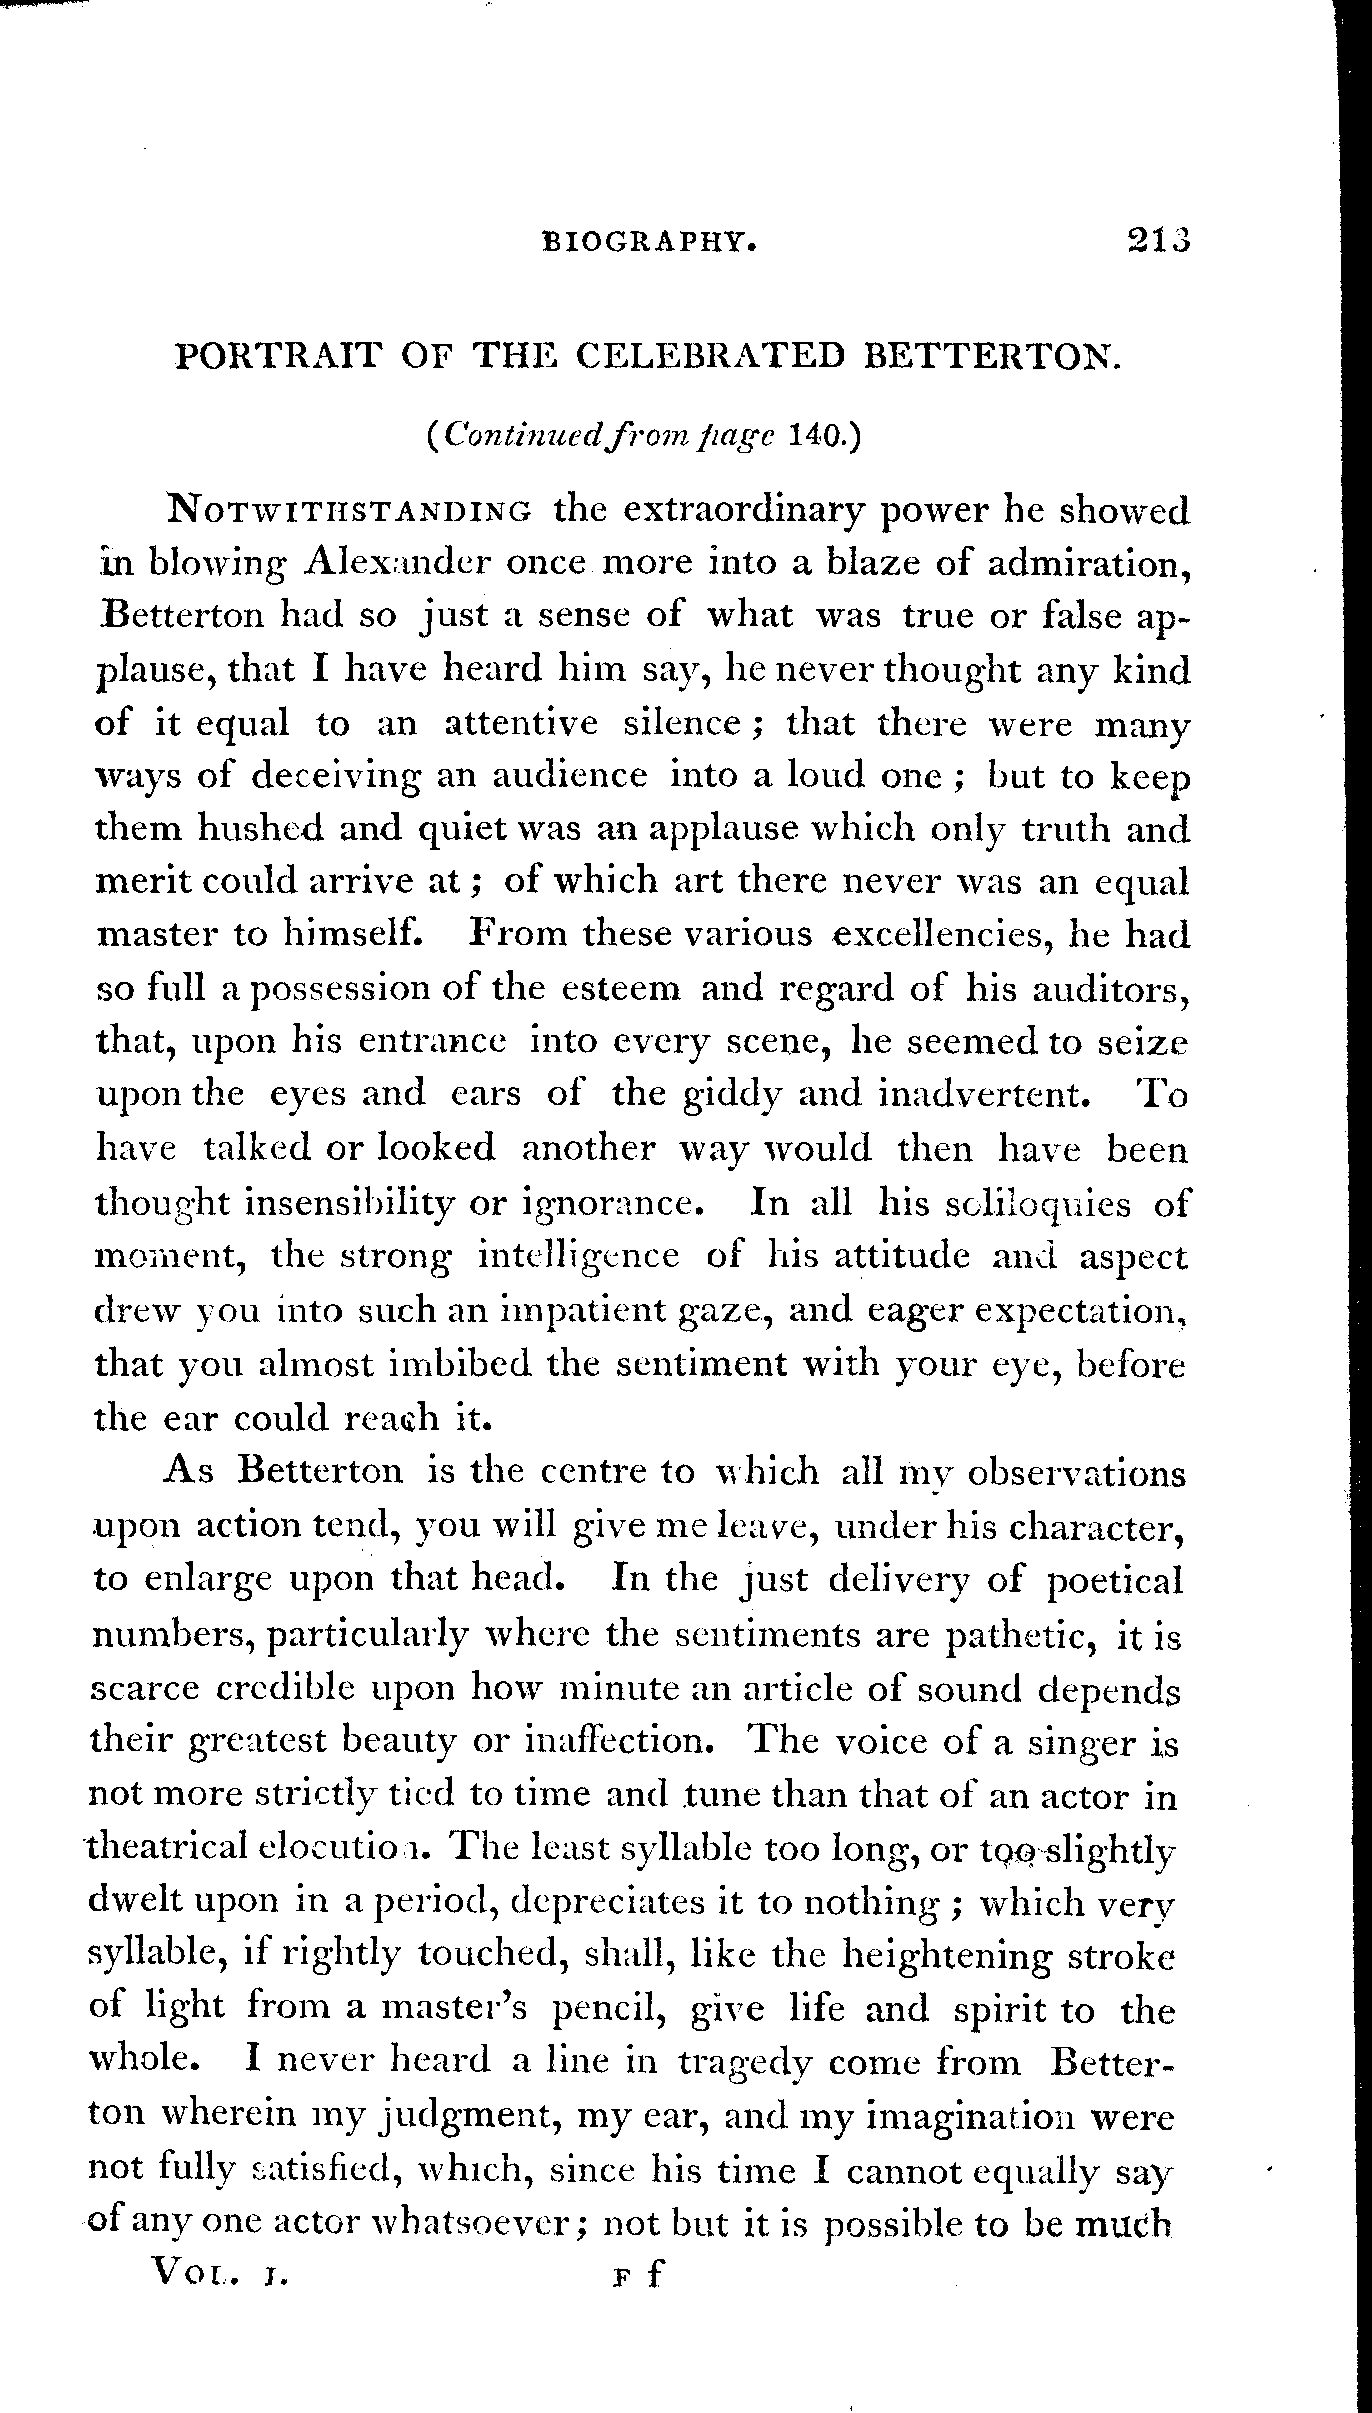 BIOGRAPHY. 213
PORTRAIT OF THE CELEBRATED BETTERTON.
(Continued from page 140.)
NOTWITHSTANDING the extraordinary power he showed
in blowing Alexander once more into a blaze of admiration,
Betterton had so just a sense of what was true or false ap-
plause, that I have heard him say, he never thought any kind
of it equal to an attentive silence ; that there were many
ways of deceiving an audience into a loud one ; but to keep
them hushed and quiet was an applause which only truth and
merit could arrive at ; of which art there never was an equal
master to himself. From these various excellencies, he had
so full a possession of the esteem and regard of his auditors,
that, upon his entrance into every scene, he seemed to seize
upon the eyes and ears of the giddy and inadvertent. To
have talked or looked another way would then have been
thought insensibility or ignorance. In all his soliloquies of
moment, the strong intelligence of his attitude and aspect
drew you into such an impatient gaze, and eager expectation,
that you almost imbibed the sentiment with your eye, before
the ear could reach it.
As Betterton is the centre to which all my observations
upon action tend, you will give me leave, under his character,
to enlarge upon that head. In the just delivery of poetical
numbers, particularly where the sentiments are pathetic, it is
scarce credible upon how minute an article of sound depends
their greatest beauty or inaffection. The voice of a singer is
not more strictly tied to time and tune than that of an actor in
theatrical elocution. The least syllable too long, or too slightly
dwelt upon in a period, depreciates it to nothing ; which very
syllable, if rightly touched, shall, like the heightening stroke
of light from a master's pencil, give life and spirit to the
whole. I never heard a line in tragedy come from Better-
ton wherein my judgment, my ear, and my imagination were
not fully satisfied, which, since his time I cannot equally say
of any one actor whatsoever; not but it is possible to be much
VOL. I. F f